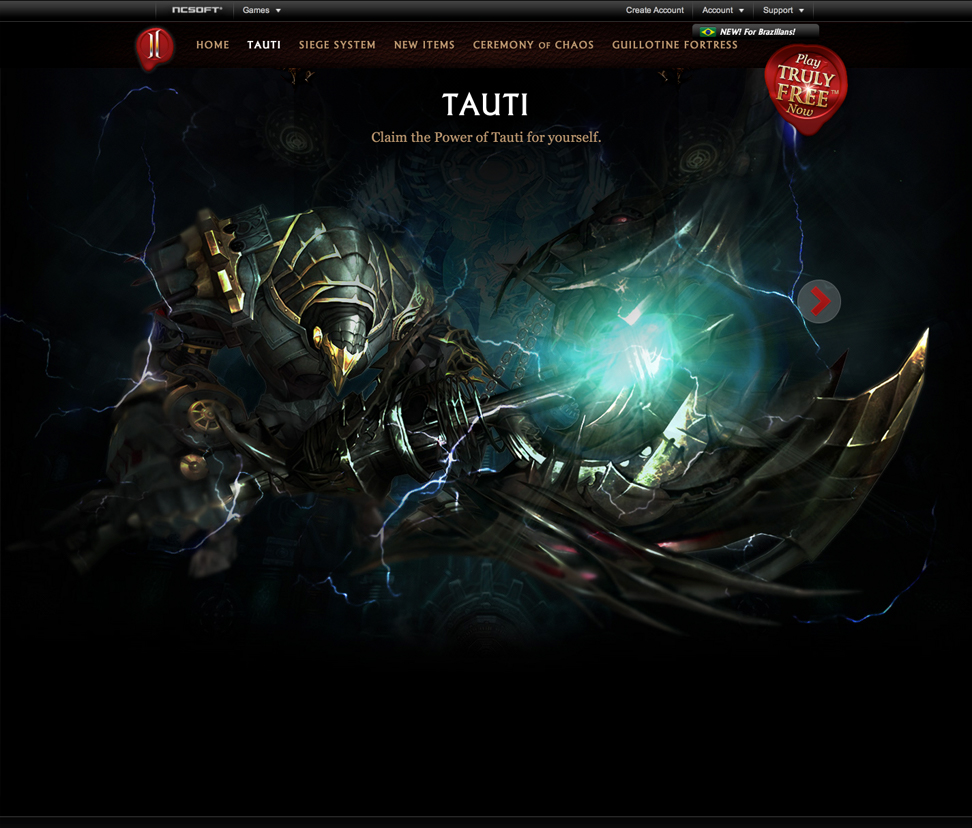 NCSOFT Games Create Account Account Support
NEW! For Brazilians!
HOME TAUTI SIEGE SYSTEM NEW ITEMS CEREMONY OF CHAOS GUILLOTINE FORTRESS
Play
TRULY
FREE™
Now
TAUTI
Claim the Power of Tauti for yourself.